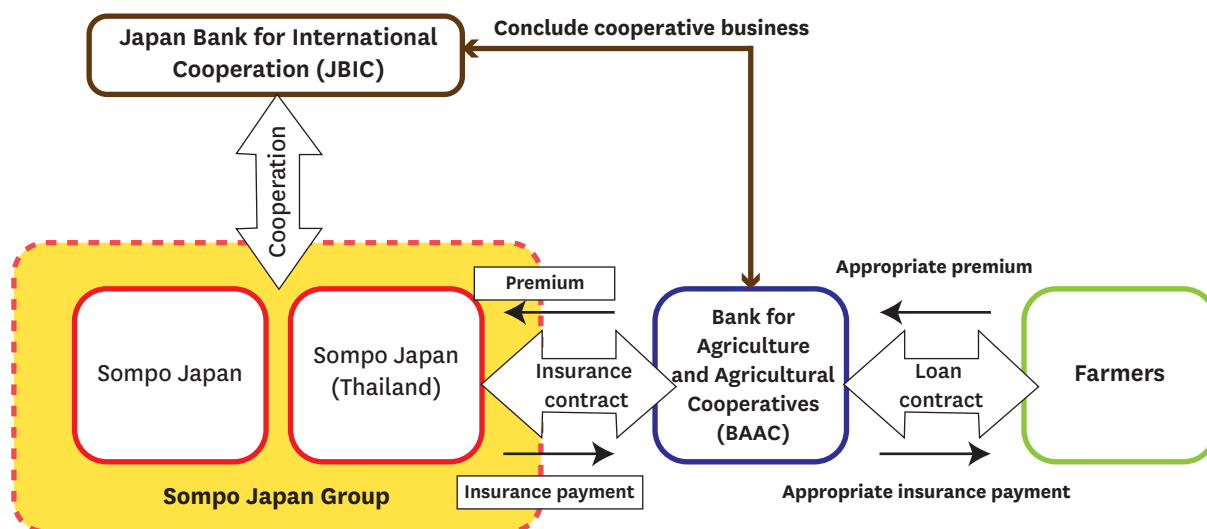 Japan Bank for International
Cooperation (JBIC)
Conclude cooperative business
Cooperation
Premium
Appropriate premium
Sompo Japan
Sompo Japan
(Thailand)
Insurance
contract
Bank for
Agriculture
and Agricultural
Cooperatives
(BAAC)
Loan
contract
Farmers
Sompo Japan Group
Insurance payment
Appropriate insurance payment